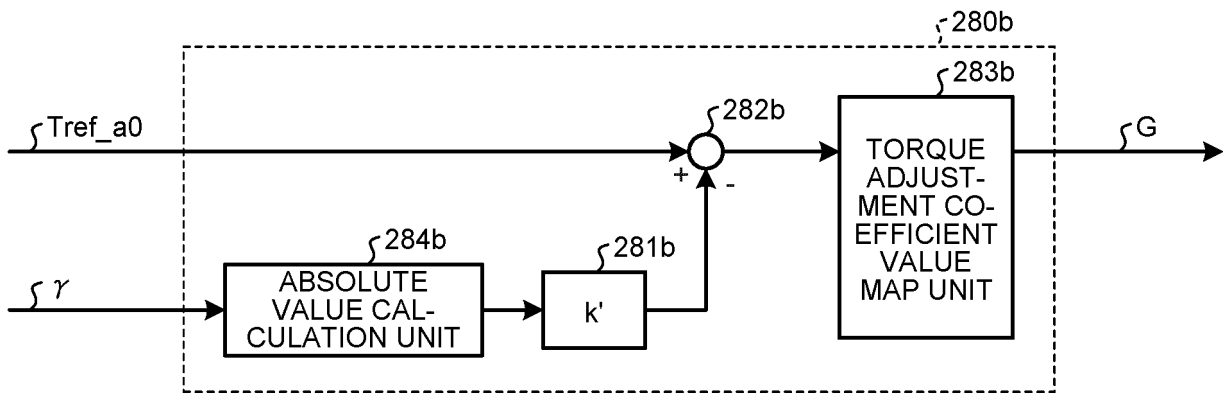 280b
283b
Tref_a0
282b
G
+
-
TORQUE
ADJUST-
MENT CO-
EFFICIENT
VALUE
MAP UNIT
284b
281b
γ
ABSOLUTE
VALUE CAL-
CULATION UNIT
k'